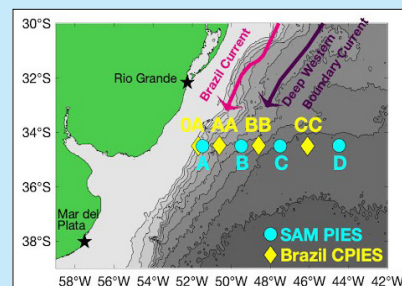 30°S
32°S
34°S
36°S
38°S
Rio Grande
Mar del
Plata
Brazil Current
Deep Western
Boundary Current
0A AA BB CC
A B C D
SAM PIES
Brazil CPIES
58°W 56°W 54°W 52°W 50°W 48°W 46°W 44°W 42°W